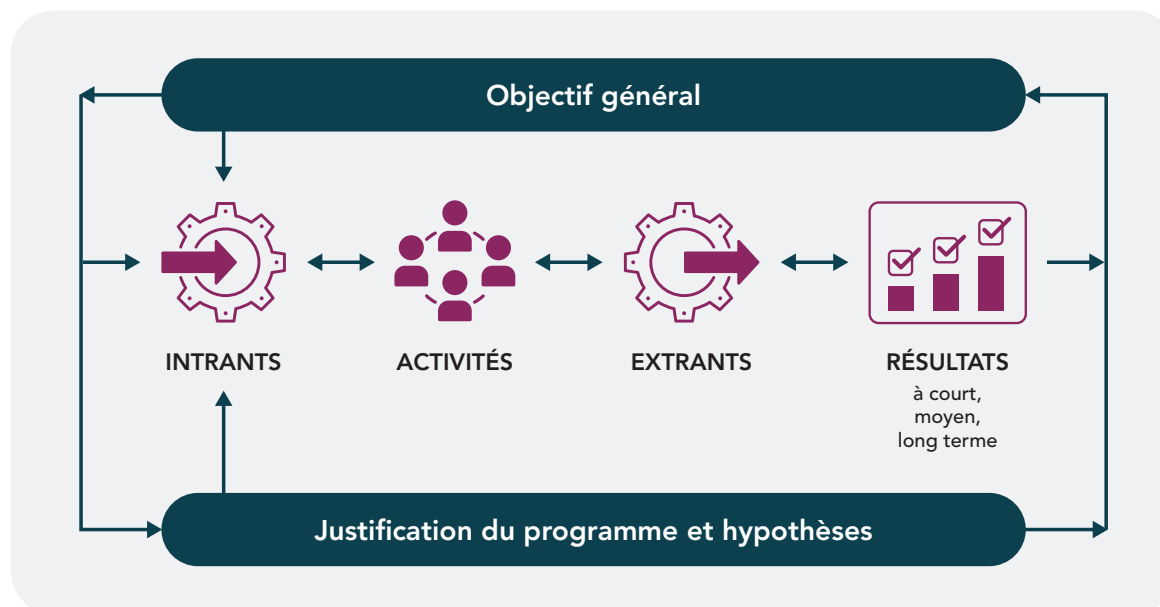 Objectif général
INTRANTS
ACTIVITÉS
EXTRANTS
RÉSULTATS
à court,
moyen,
long terme
Justification du programme et hypothèses